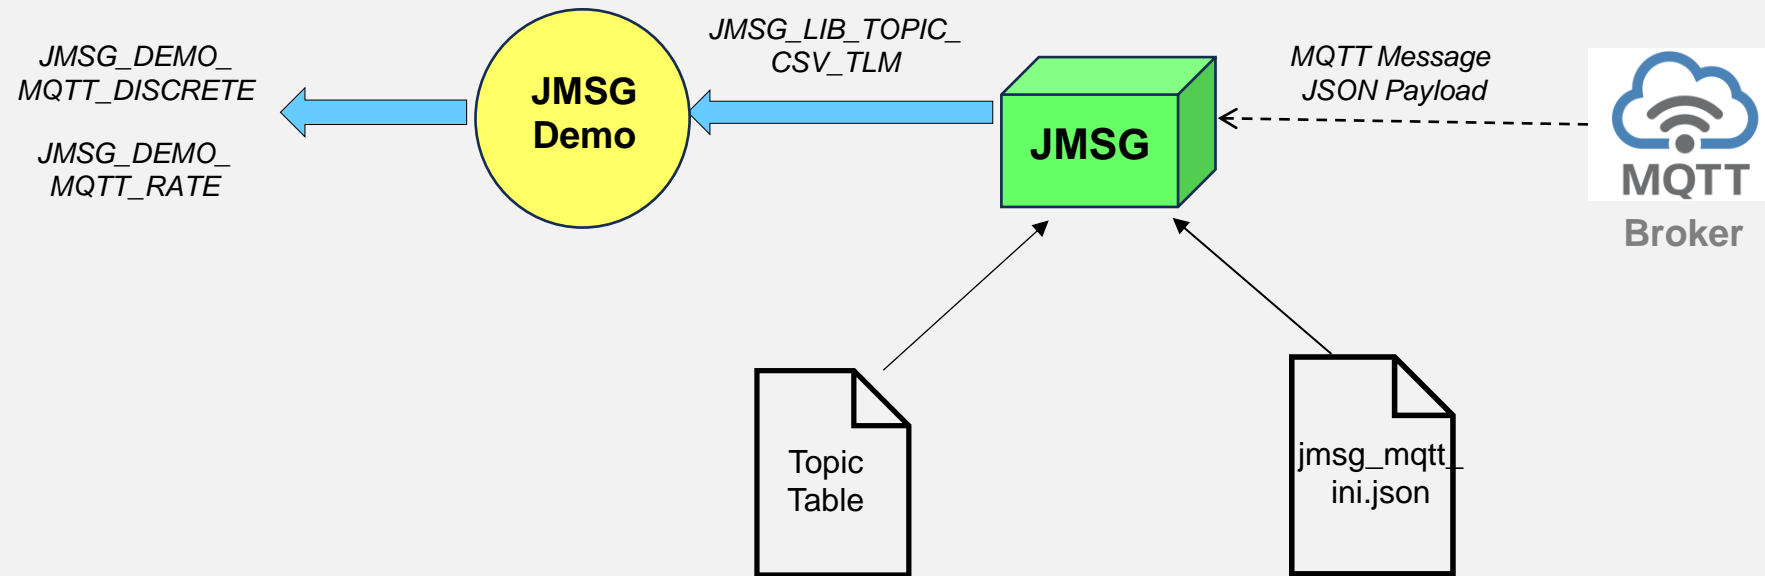 JMSG_DEMO_
MQTT_DISCRETE
JMSG_DEMO_
MQTT_RATE
JMSG
Demo
JMSG_LIB_TOPIC_
CSV_TLM
JMSG
MQTT Message
JSON Payload
MQTT
Broker
Topic
Table
jmsg_mqtt_
ini.json